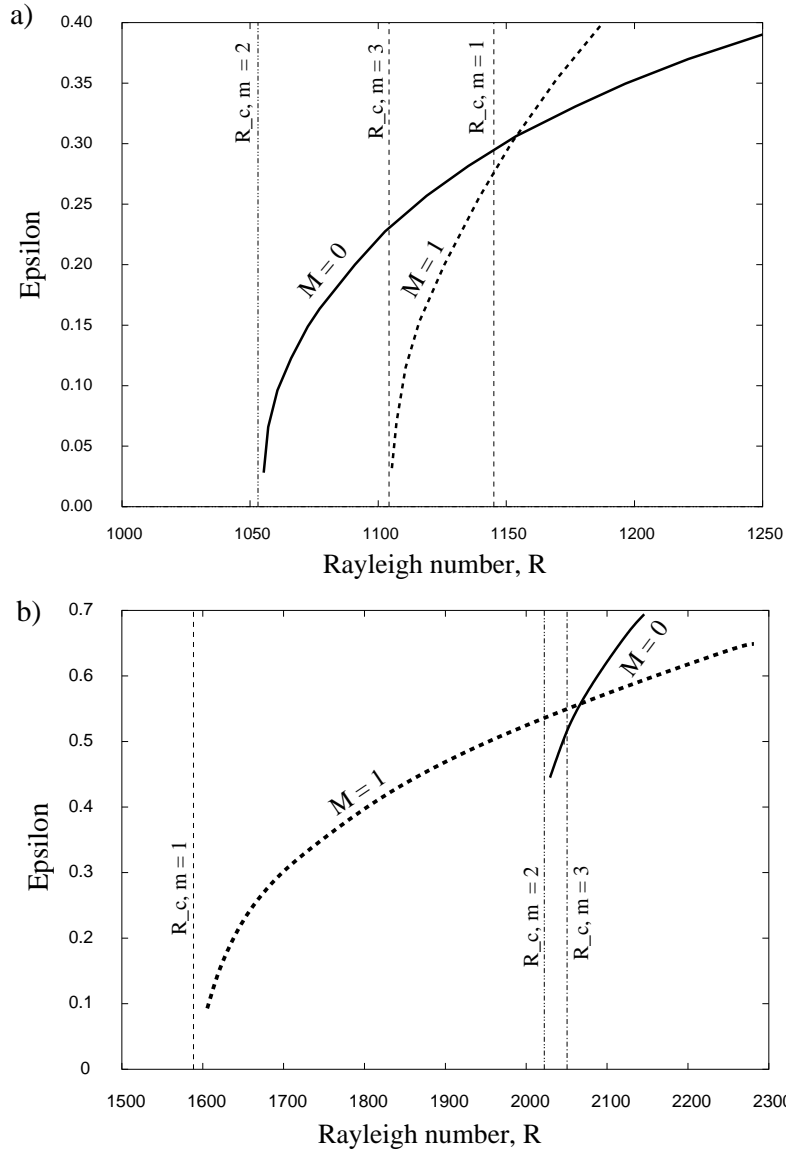 a)
0.40
0.35
0.30
0.25
0.20
0.15
0.10
0.05
0.00
Epsilon
R_c, m = 2
R_c, m = 3
R_c, m = 1
M = 0
M = 1
1000
1050
1100
1150
1200
1250
Rayleigh number, R
b)
0.7
0.6
0.5
0.4
0.3
0.2
0.1
0
Epsilon
R_c, m = 1
M = 1
M = 0
R_c, m = 2
R_c, m = 3
1500
1600
1700
1800
1900
2000
2100
2200
2300
Rayleigh number, R